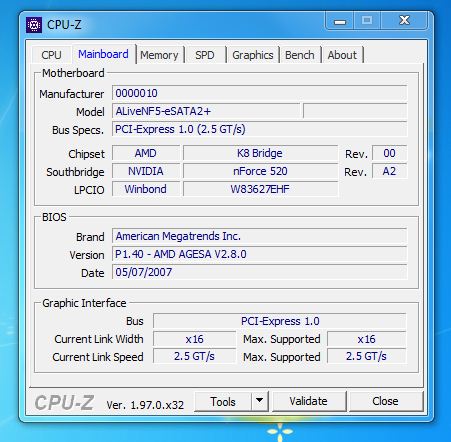 CPU-Z
CPU Mainboard Memory SPD Graphics Bench About
Motherboard
Manufacturer 0000010
Model ALiveNF5-eSATA2+
Bus Specs. PCI-Express 1.0 (2.5 GT/s)
Chipset AMD K8 Bridge Rev. 00
Southbridge NVIDIA nForce 520 Rev. A2
LPCIO Winbond W83627EHF
BIOS
Brand American Megatrends Inc.
Version P1.40 - AMD AGESA V2.8.0
Date 05/07/2007
Graphic Interface
Bus PCI-Express 1.0
Current Link Width x16 Max. Supported x16
Current Link Speed 2.5 GT/s Max. Supported 2.5 GT/s
CPU-Z Ver. 1.97.0.x32 Tools Validate Close